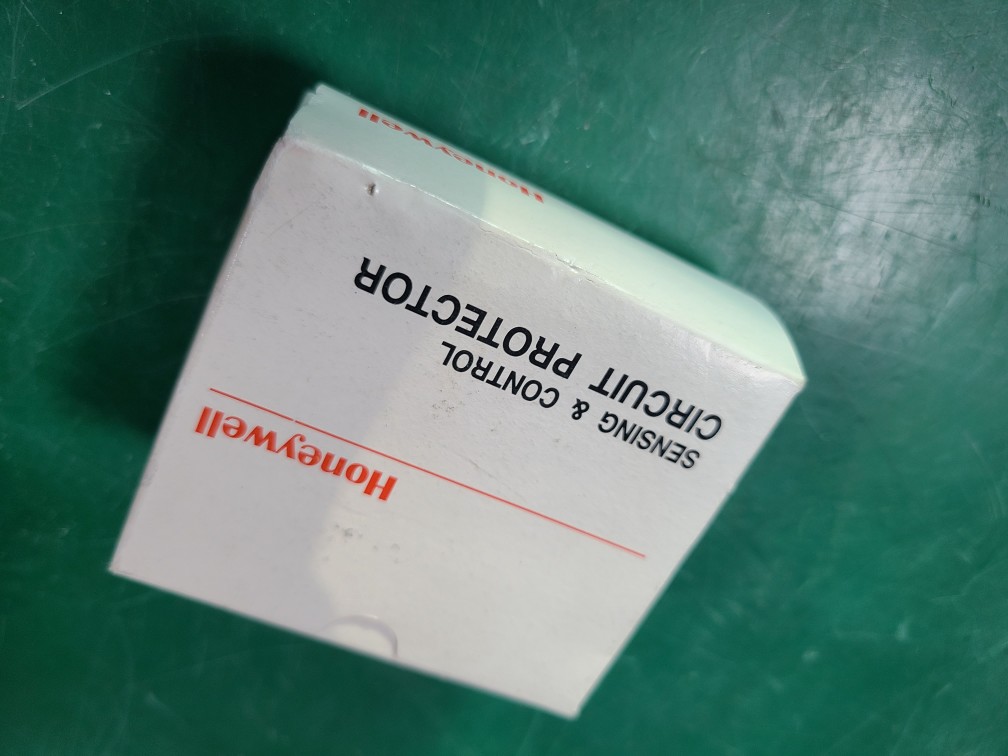 Honeywell
SENSING & CONTROL
CIRCUIT PROTECTOR
Honeywell